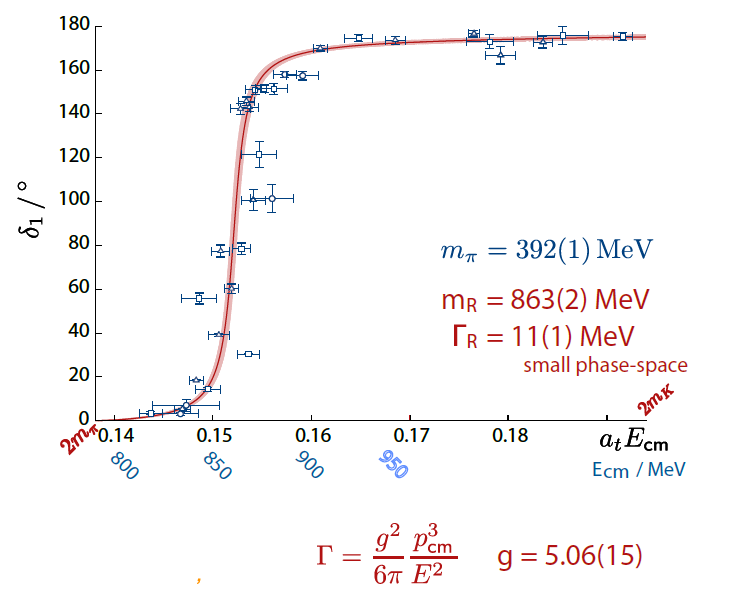 180
160
140
120
100
80
60
40
20
0
δ₁ / °
mπ = 392(1) MeV
mR = 863(2) MeV
ΓR = 11(1) MeV
small phase-space
2mπ
2mK
0.14 0.15 0.16 0.17 0.18 atEcm
800 850 900 950 Ecm / MeV
Γ = g²/6π p³cm/E² g = 5.06(15)
,